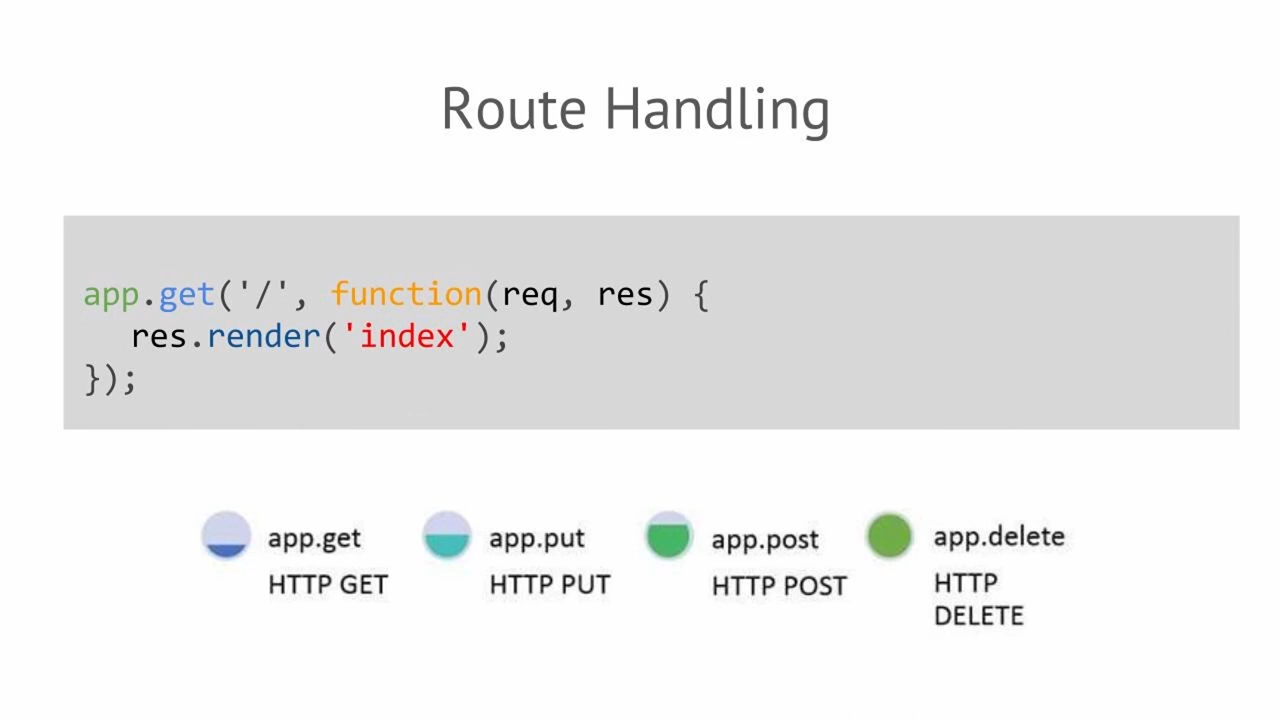 Route Handling
app.get('/', function(req, res) {
res.render('index');
});
app.get
HTTP GET
app.put
HTTP PUT
app.post
HTTP POST
app.delete
HTTP
DELETE